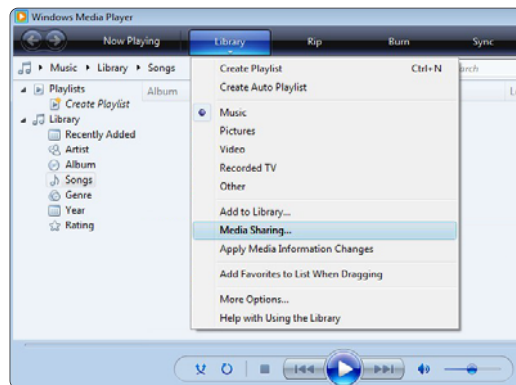 Windows Media Player
Now Playing Library Rip Burn Sync
Music Library Songs
Playlists
Create Playlist
Library
Recently Added
Artist
Album
Songs
Genre
Year
Rating
Album
Create Playlist Ctrl+N
Create Auto Playlist
Music
Pictures
Video
Recorded TV
Other
Add to Library...
Media Sharing...
Apply Media Information Changes
Add Favorites to List When Dragging
More Options...
Help with Using the Library